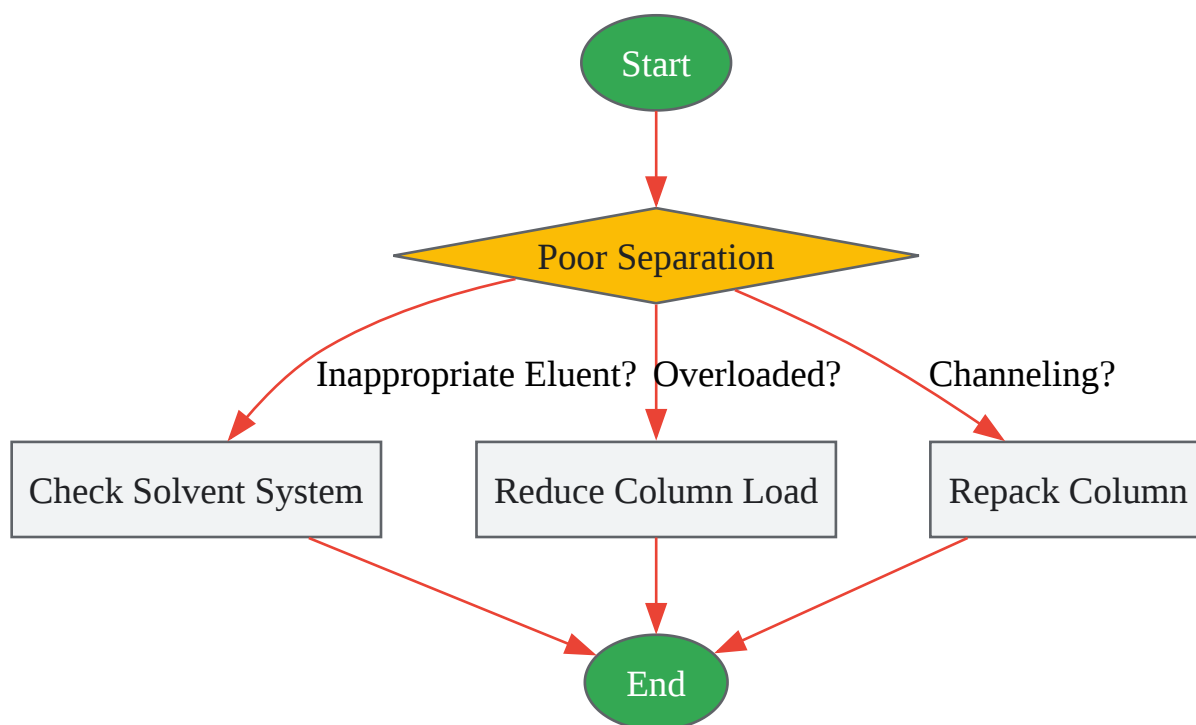 Start
Poor Separation
Inappropriate Eluent?
Overloaded?
Channeling?
Check Solvent System
Reduce Column Load
Repack Column
End